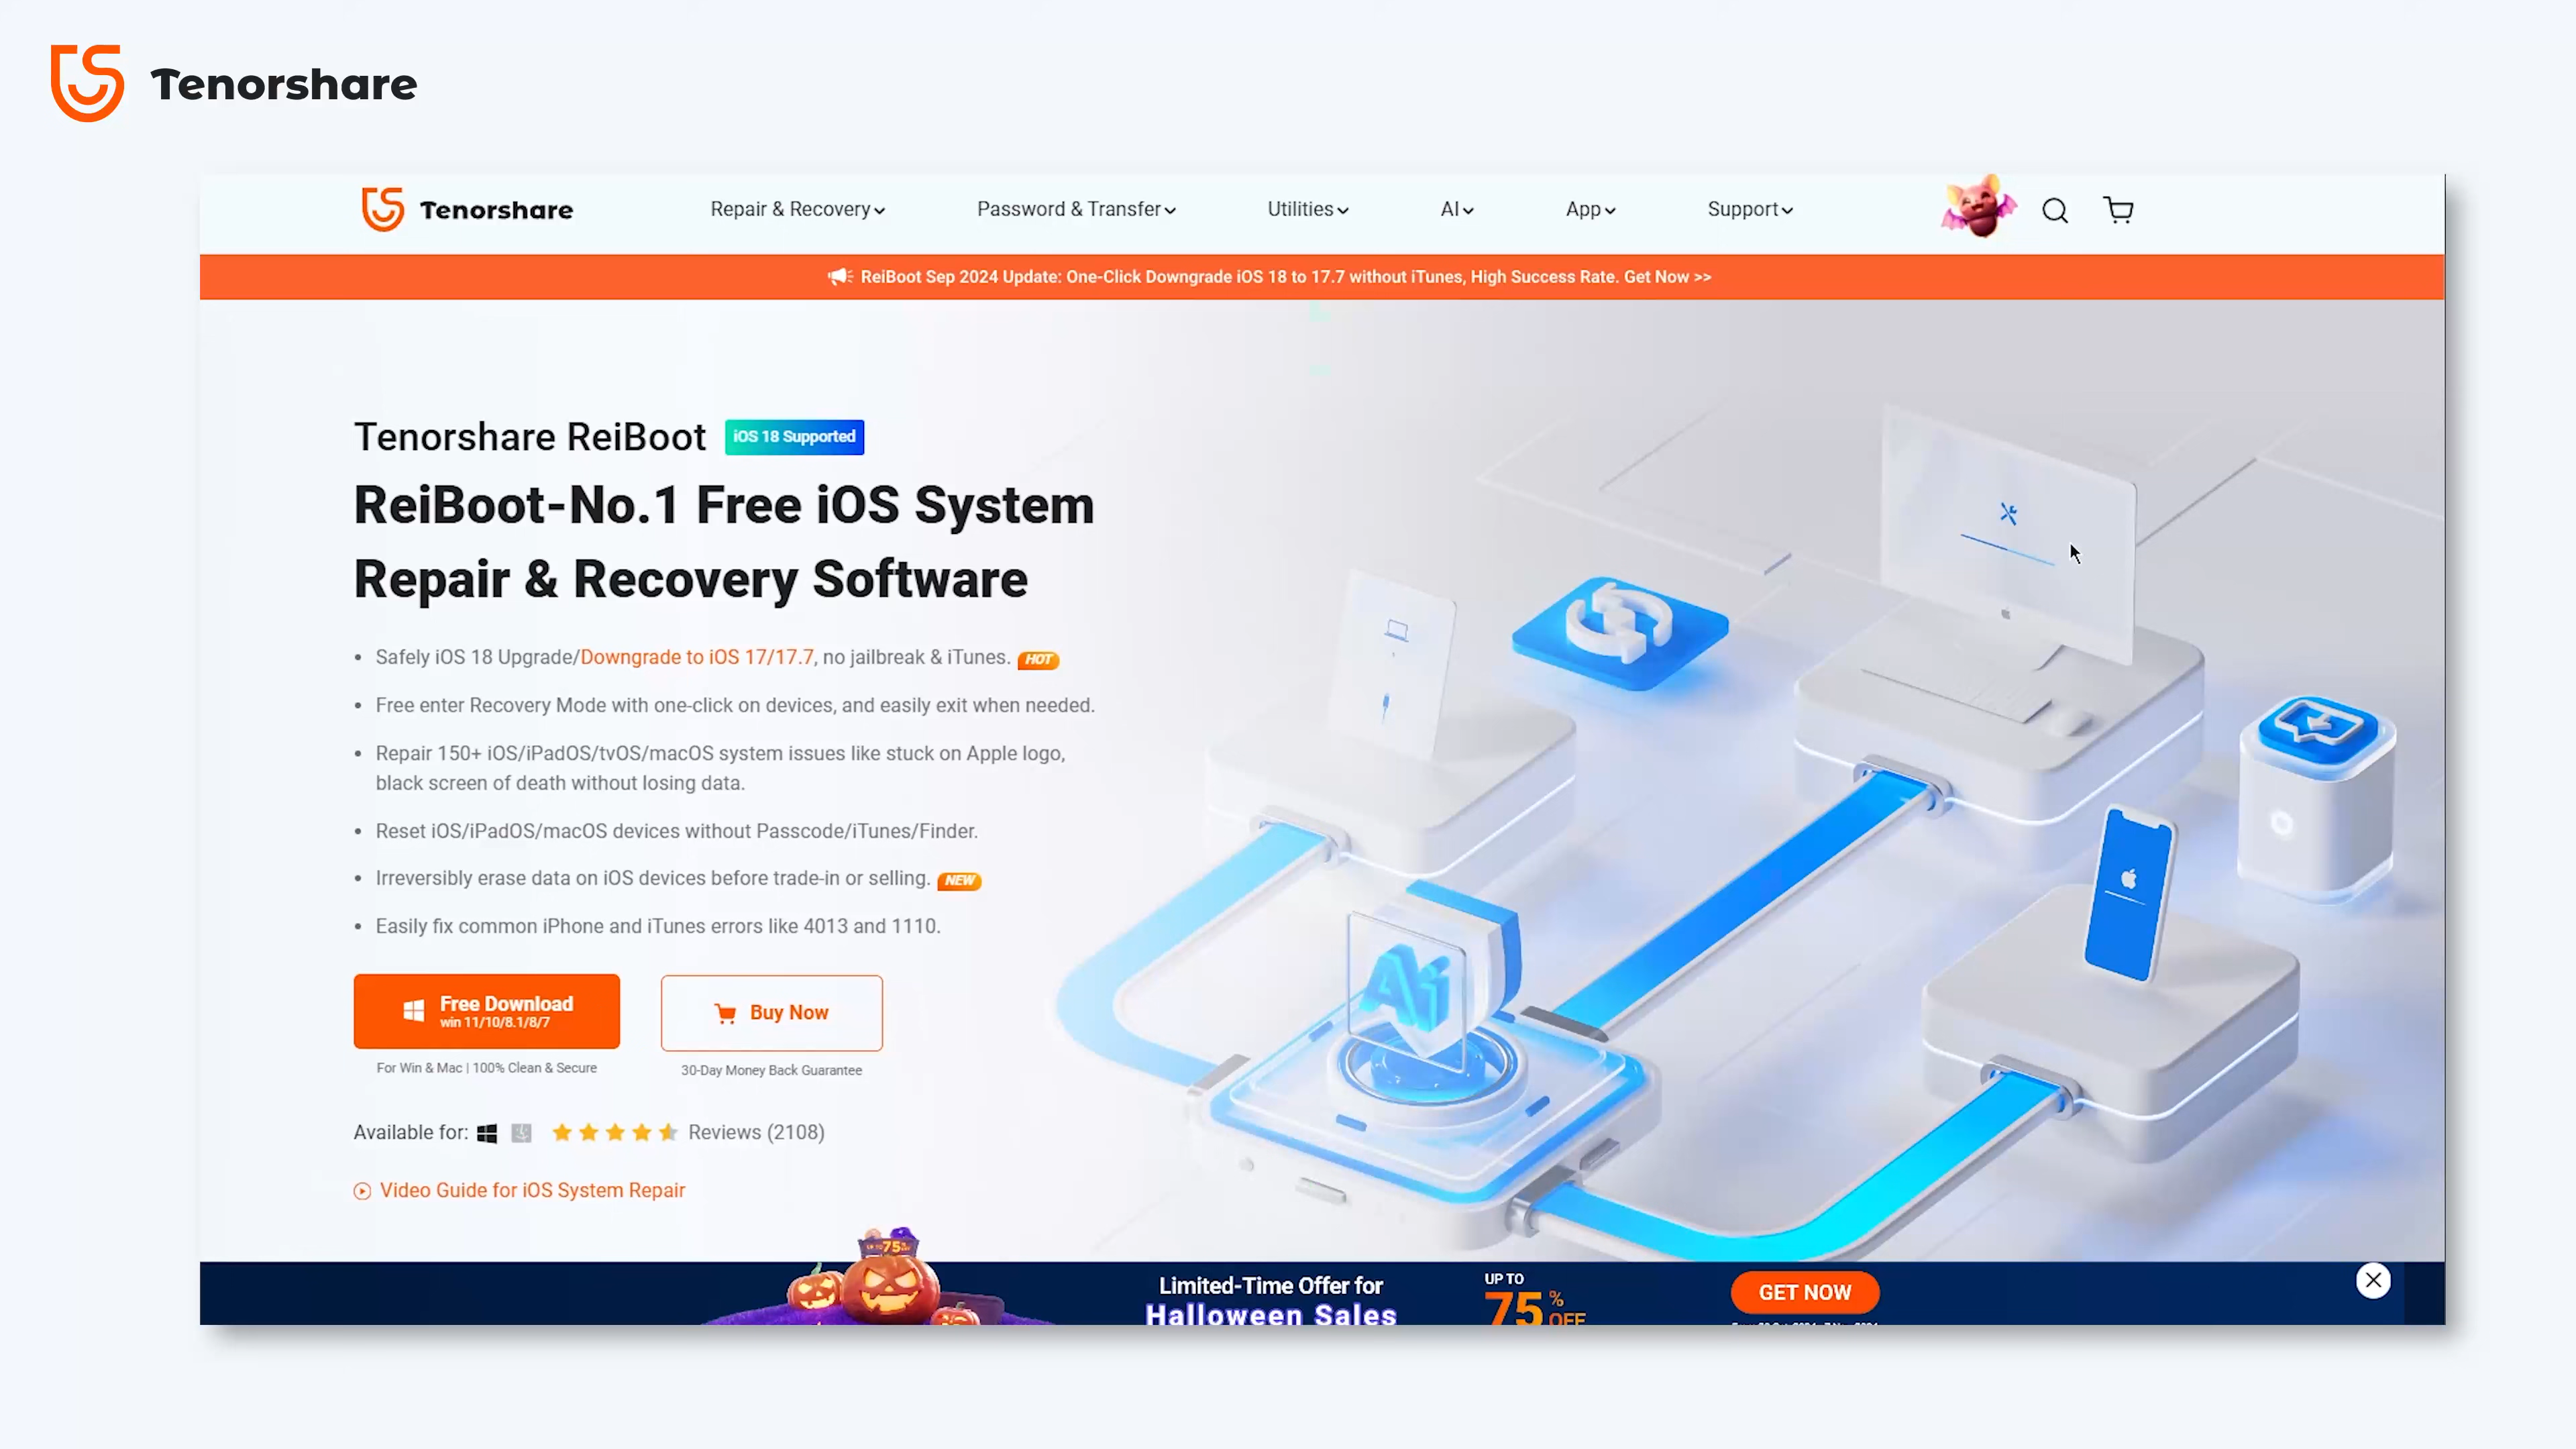 Tenorshare
Tenorshare
Repair & Recovery
Password & Transfer
Utilities
AI
App
Support
ReiBoot Sep 2024 Update: One-Click Downgrade iOS 18 to 17.7 without iTunes, High Success Rate. Get Now >>
Tenorshare ReiBoot
iOS 18 Supported
ReiBoot-No.1 Free iOS System
Repair & Recovery Software
• Safely iOS 18 Upgrade/Downgrade to iOS 17/17.7, no jailbreak & iTunes. HOT
• Free enter Recovery Mode with one-click on devices, and easily exit when needed.
• Repair 150+ iOS/iPadOS/tvOS/macOS system issues like stuck on Apple logo,
black screen of death without losing data.
• Reset iOS/iPadOS/macOS devices without Passcode/iTunes/Finder.
• Irreversibly erase data on iOS devices before trade-in or selling. NEW
• Easily fix common iPhone and iTunes errors like 4013 and 1110.
Free Download
win 11/10/8.1/8/7
Buy Now
For Win & Mac | 100% Clean & Secure
30-Day Money Back Guarantee
Available for:
Reviews (2108)
Video Guide for iOS System Repair
Ai
75%
Limited-Time Offer for
Halloween Sales
UP TO
75% OFF
GET NOW